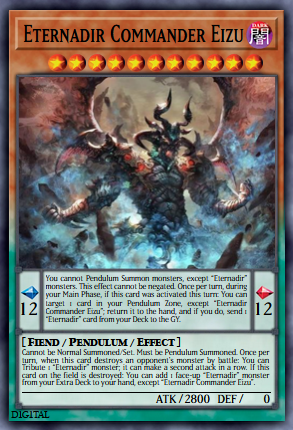 ETERNADIR COMMANDER EIZU
DARK
闇
You cannot Pendulum Summon monsters, except "Eternadir"
monsters. This effect cannot be negated. Once per turn, during
your Main Phase, if this card was activated this turn: You can
target 1 card in your Pendulum Zone, except "Eternadir
Commander Eizu"; return it to the hand, and if you do, send 1
"Eternadir" card from your Deck to the GY.
12
12
[ FIEND / PENDULUM / EFFECT ]
Cannot be Normal Summoned/Set. Must be Pendulum Summoned. Once per
turn, when this card destroys an opponent's monster by battle: You can
Tribute 1 "Eternadir" monster; it can make a second attack in a row. If this
card on the field is destroyed: You can add 1 face-up "Eternadir" monster
from your Extra Deck to your hand, except "Eternadir Commander Eizu".
ATK / 2800 DEF / 0
DIGITAL